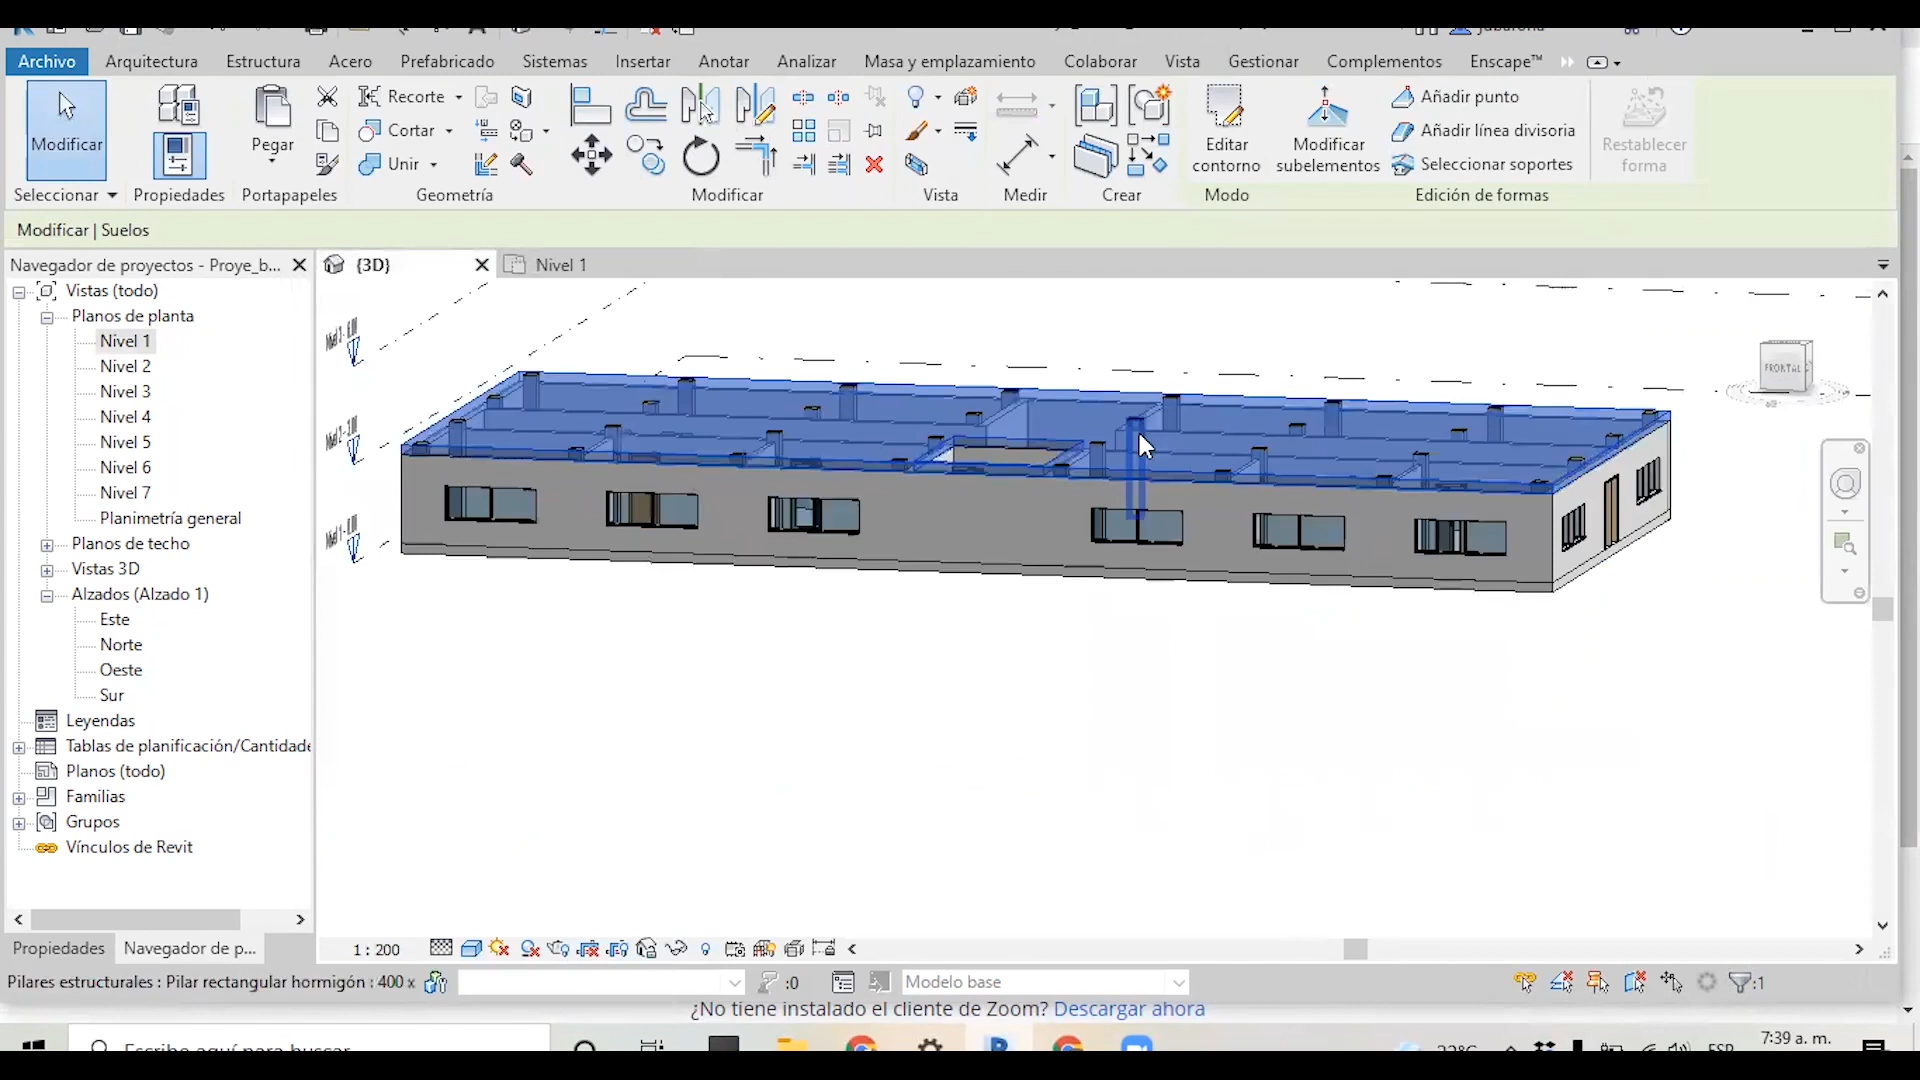 Archivo Arquitectura Estructura Acero Prefabricado Sistemas Insertar Anotar Analizar Masa y emplazamiento Colaborar Vista Gestionar Complementos Enscape™
Modificar
Pegar
Recorte
Cortar
Unir
Editar contorno
Modificar subelementos
Añadir punto
Añadir línea divisoria
Seleccionar soportes
Restablecer forma
Seleccionar Propiedades Portapapeles Geometría Modificar Vista Medir Crear Modo Edición de formas
Modificar | Suelos
Navegador de proyectos - Proye_b...
{3D}
Nivel 1
Vistas (todo)
Planos de planta
Nivel 1
Nivel 2
Nivel 3
Nivel 4
Nivel 5
Nivel 6
Nivel 7
Planimetría general
Planos de techo
Vistas 3D
Alzados (Alzado 1)
Este
Norte
Oeste
Sur
Leyendas
Tablas de planificación/Cantidade
Planos (todo)
Familias
Grupos
Vínculos de Revit
FRONTAL
Propiedades Navegador de p...
1 : 200
Pilares estructurales : Pilar rectangular hormigón : 400 x
:0
Modelo base
:1
¿No tiene instalado el cliente de Zoom? Descargar ahora
Escribe aquí para buscar
22°C
ESP
7:39 a. m.